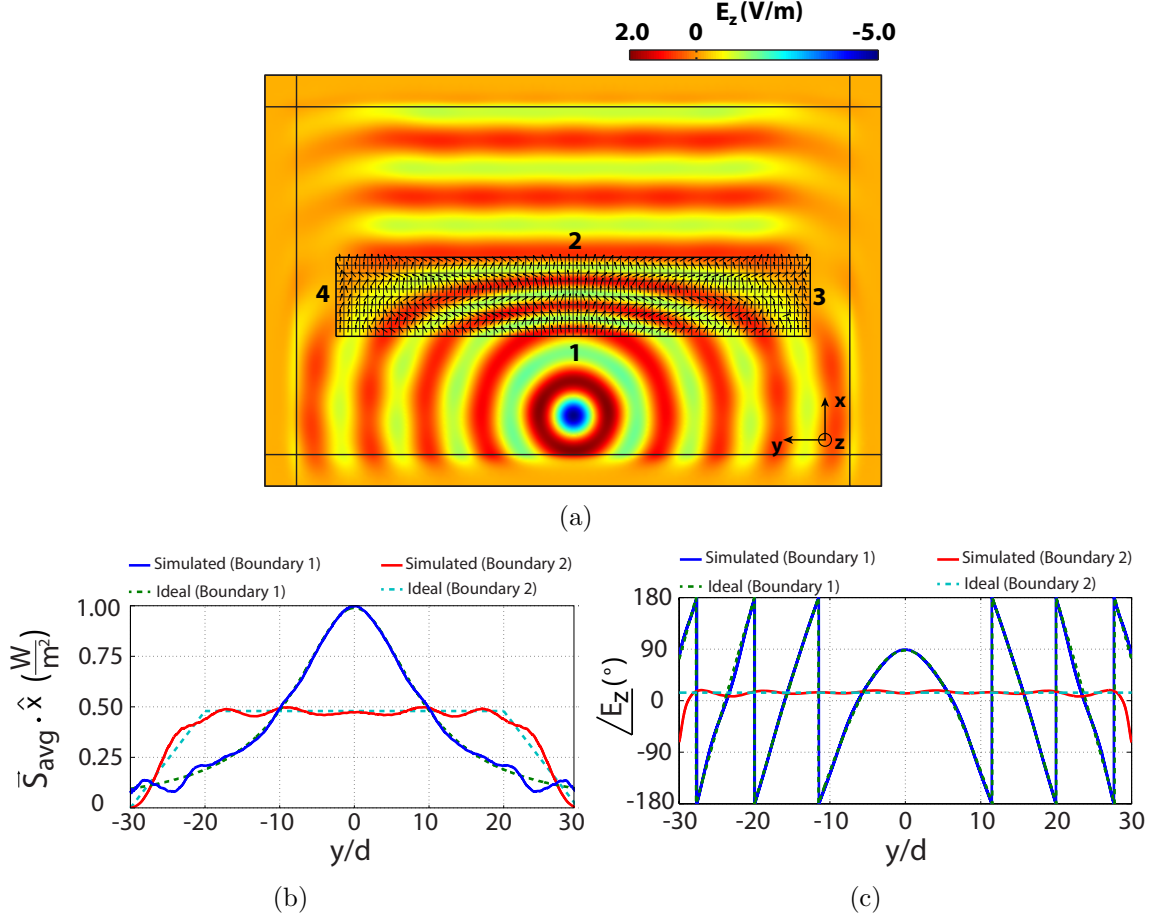 E_z (V/m)
2.0 0 -5.0
2
4 3
1
x
y z
(a)
Simulated (Boundary 1) Simulated (Boundary 2)
Ideal (Boundary 1) Ideal (Boundary 2)
1.00
0.75
0.50
0.25
0
S̅avg · x̂ (W/m²)
-30 -20 -10 0 10 20 30
y/d
(b)
Simulated (Boundary 1) Simulated (Boundary 2)
Ideal (Boundary 1) Ideal (Boundary 2)
180
90
0
-90
-180
∠E_z (°)
-30 -20 -10 0 10 20 30
y/d
(c)